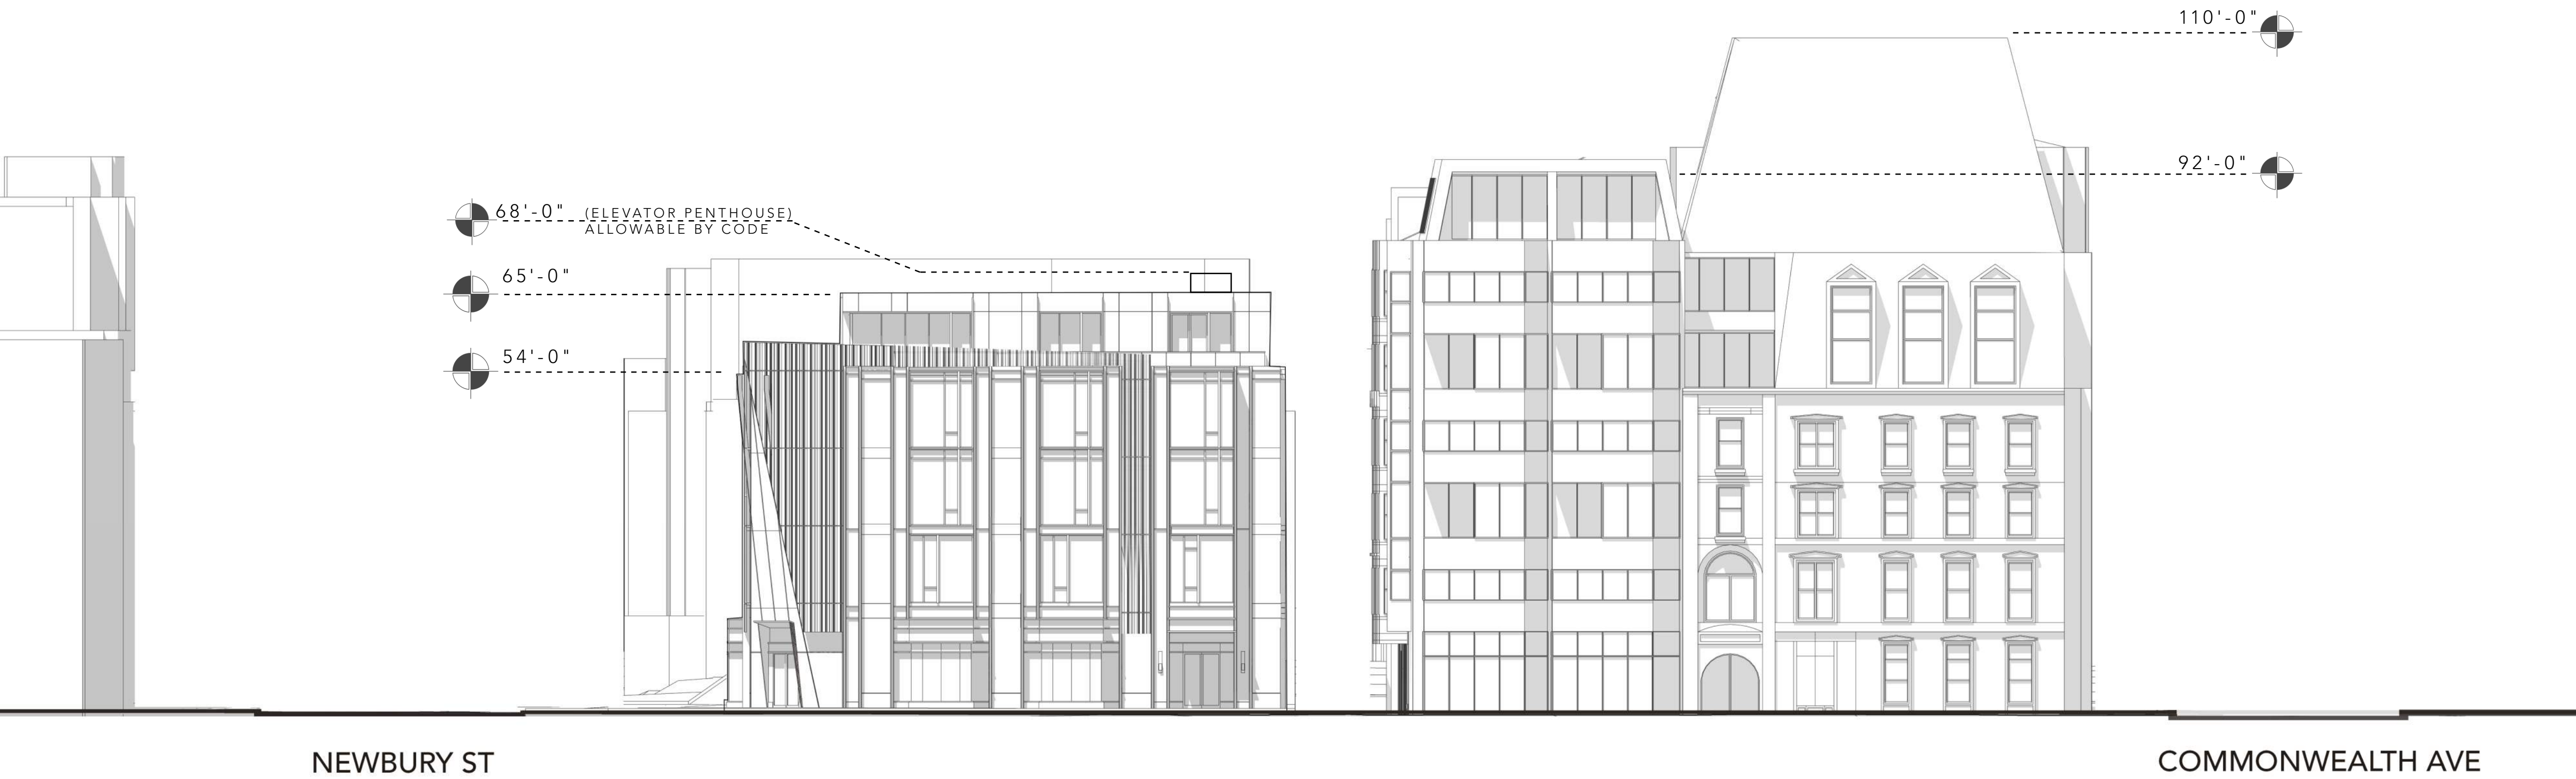 110'-0"
92'-0"
68'-0" (ELEVATOR PENTHOUSE)
ALLOWABLE BY CODE
65'-0"
54'-0"
NEWBURY ST
COMMONWEALTH AVE